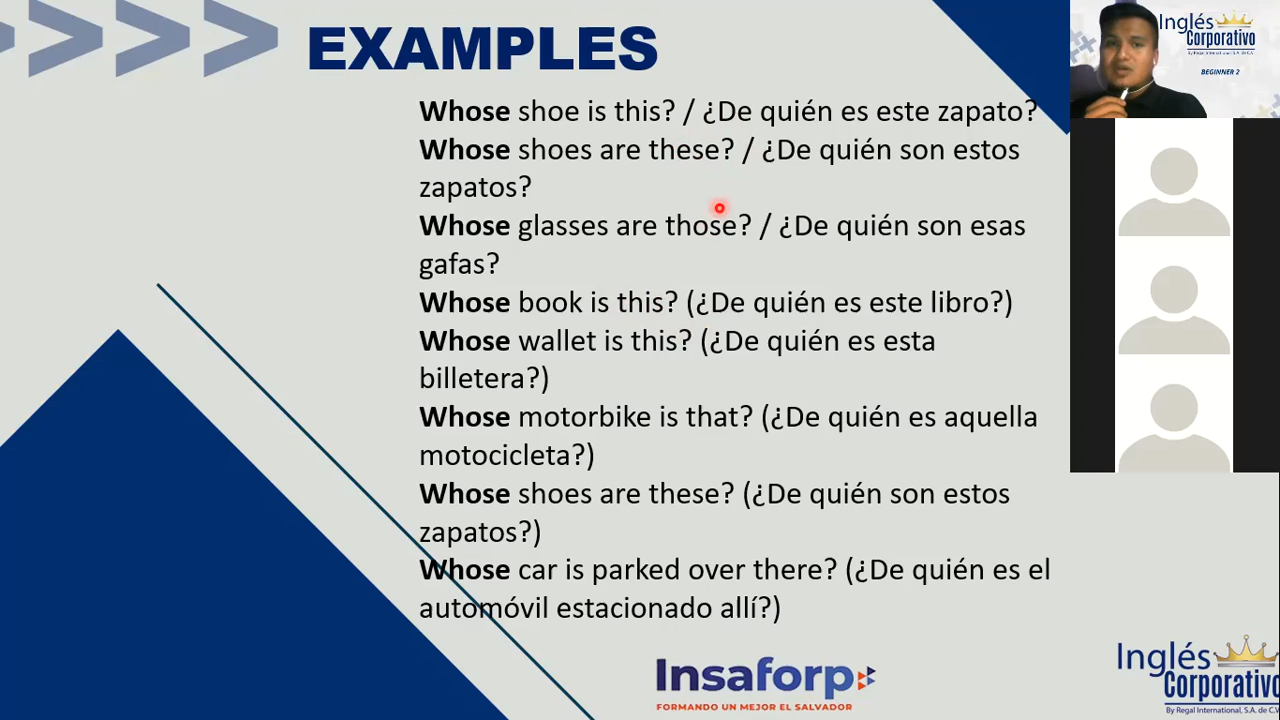 EXAMPLES
Whose shoe is this? / ¿De quién es este zapato?
Whose shoes are these? / ¿De quién son estos
zapatos?
Whose glasses are those? / ¿De quién son esas
gafas?
Whose book is this? (¿De quién es este libro?)
Whose wallet is this? (¿De quién es esta
billetera?)
Whose motorbike is that? (¿De quién es aquella
motocicleta?)
Whose shoes are these? (¿De quién son estos
zapatos?)
Whose car is parked over there? (¿De quién es el
automóvil estacionado allí?)
Insaforp
FORMANDO UN MEJOR EL SALVADOR
Inglés
Corporativo
By Regal International, S.A. de C.V.
BEGINNER 2
Inglés
Corporativo
By Regal International, S.A. de C.V